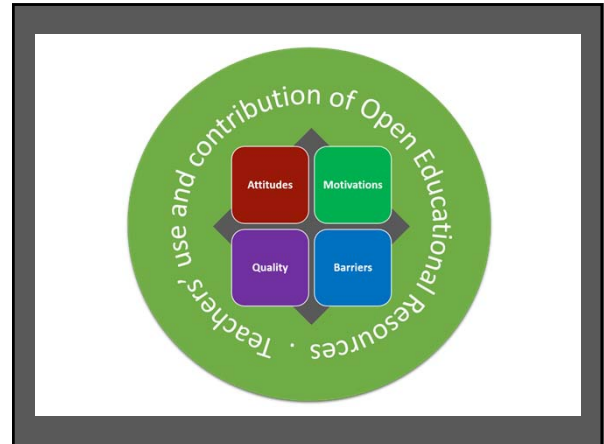 Teachers' use and contribution of Open Educational Resources .
Attitudes
Motivations
Quality
Barriers